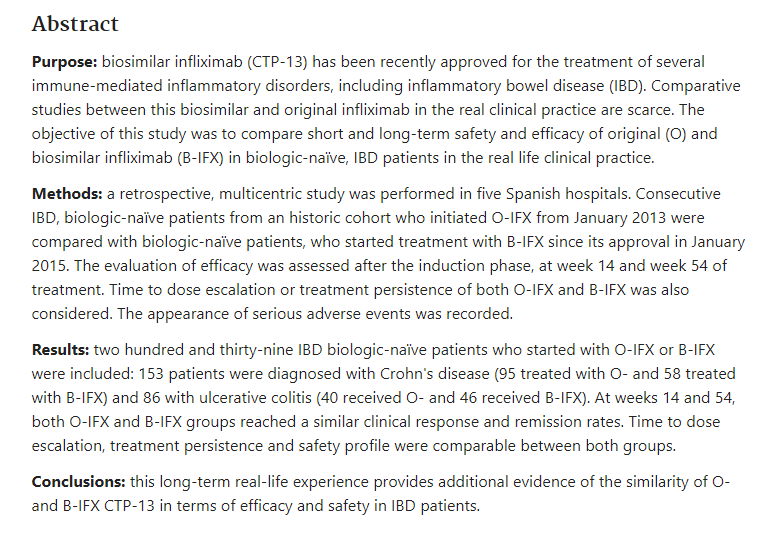 Abstract
Purpose: biosimilar infliximab (CTP-13) has been recently approved for the treatment of several
immune-mediated inflammatory disorders, including inflammatory bowel disease (IBD). Comparative
studies between this biosimilar and original infliximab in the real clinical practice are scarce. The
objective of this study was to compare short and long-term safety and efficacy of original (O) and
biosimilar infliximab (B-IFX) in biologic-naïve, IBD patients in the real life clinical practice.
Methods: a retrospective, multicentric study was performed in five Spanish hospitals. Consecutive
IBD, biologic-naïve patients from an historic cohort who initiated O-IFX from January 2013 were
compared with biologic-naïve patients, who started treatment with B-IFX since its approval in January
2015. The evaluation of efficacy was assessed after the induction phase, at week 14 and week 54 of
treatment. Time to dose escalation or treatment persistence of both O-IFX and B-IFX was also
considered. The appearance of serious adverse events was recorded.
Results: two hundred and thirty-nine IBD biologic-naïve patients who started with O-IFX or B-IFX
were included: 153 patients were diagnosed with Crohn's disease (95 treated with O- and 58 treated
with B-IFX) and 86 with ulcerative colitis (40 received O- and 46 received B-IFX). At weeks 14 and 54,
both O-IFX and B-IFX groups reached a similar clinical response and remission rates. Time to dose
escalation, treatment persistence and safety profile were comparable between both groups.
Conclusions: this long-term real-life experience provides additional evidence of the similarity of O-
and B-IFX CTP-13 in terms of efficacy and safety in IBD patients.